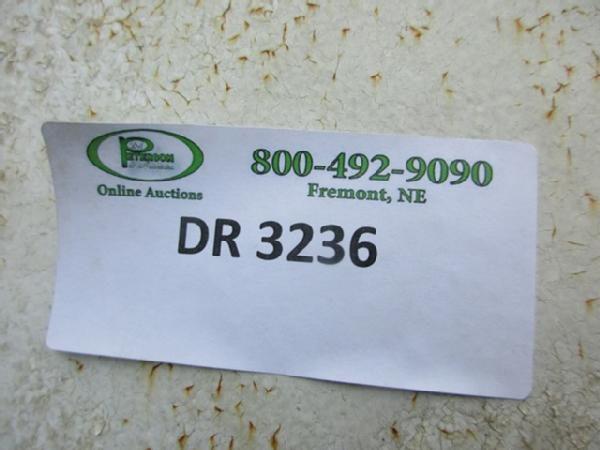 PETERSON
Online Auctions
800-492-9090
Fremont, NE
DR 3236